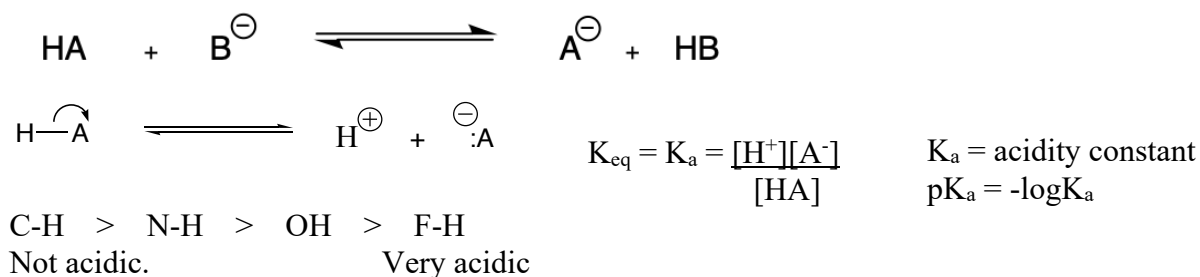 HA + B⊖ ⇌ A⊖ + HB
H—A ⇌ H⊕ + ⊖:A
Keq = Ka = [H+][A-]
[HA]
Ka = acidity constant
pKa = -logKa
C-H > N-H > OH > F-H
Not acidic. Very acidic